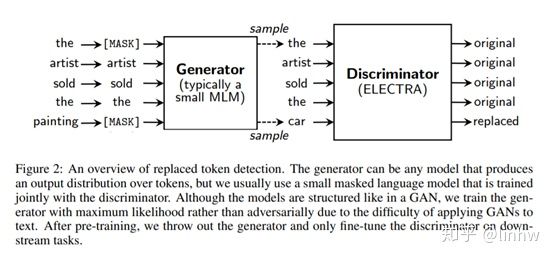 sample
the → [MASK] → ---> the → → original
artist → artist → Generator artist → Discriminator → original
sold → sold → (typically a sold → (ELECTRA) → original
the → the → small MLM) the → → original
painting → [MASK] → ---> car → → replaced
sample
Figure 2: An overview of replaced token detection. The generator can be any model that produces
an output distribution over tokens, but we usually use a small masked language model that is trained
jointly with the discriminator. Although the models are structured like in a GAN, we train the gen-
erator with maximum likelihood rather than adversarially due to the difficulty of applying GANs to
text. After pre-training, we throw out the generator and only fine-tune the discriminator on down-
stream tasks.
知乎 @linnw